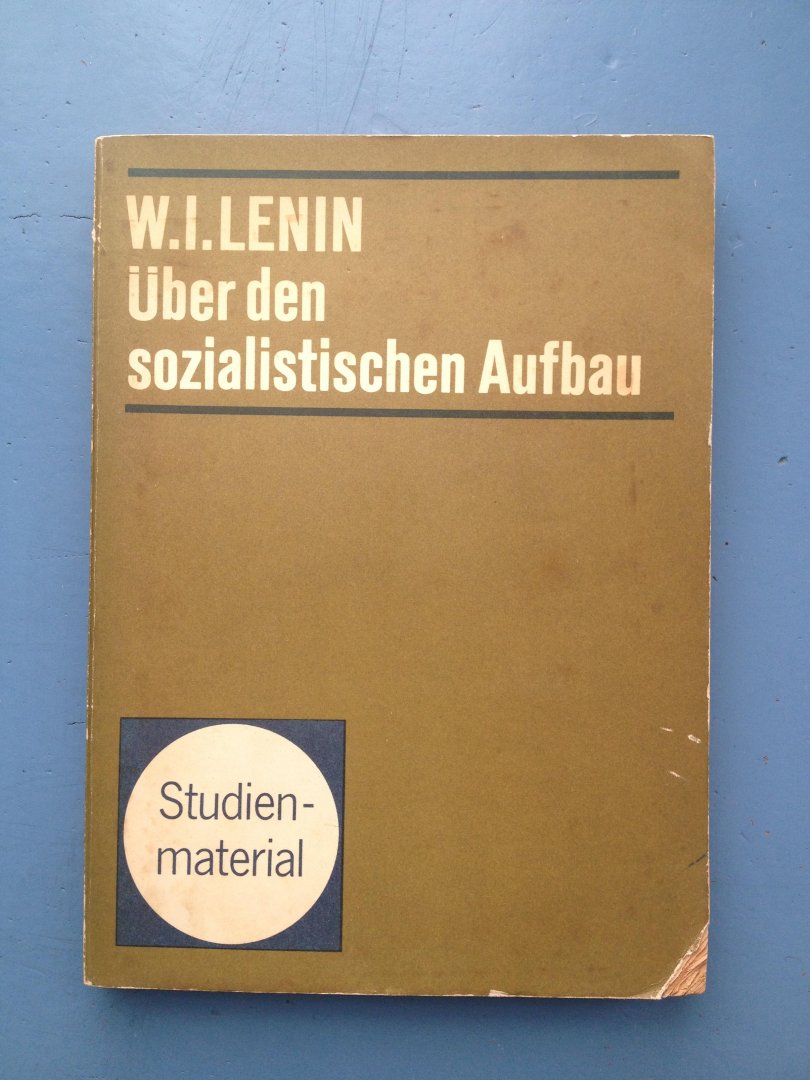 W.I.LENIN
Über den
sozialistischen Aufbau
Studien-
material